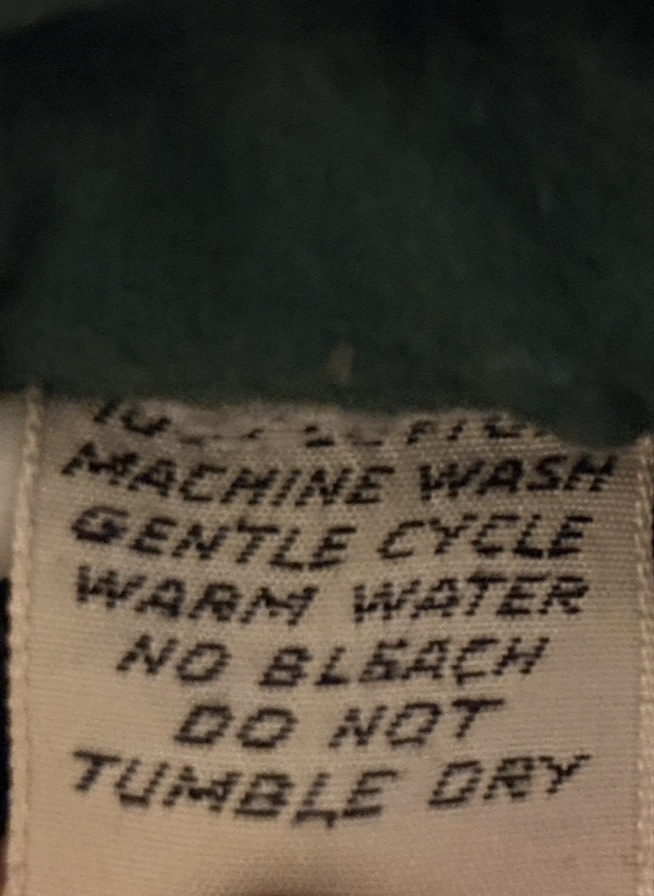 MACHINE WASH
GENTLE CYCLE
WARM WATER
NO BLEACH
DO NOT
TUMBLE DRY